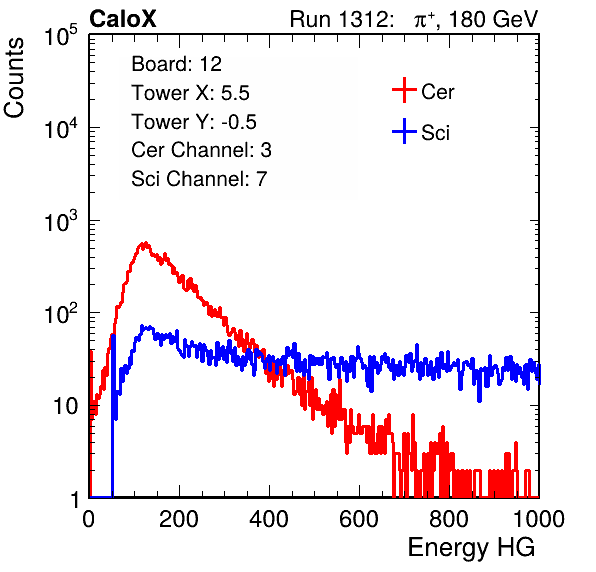 CaloX Run 1312: π⁺, 180 GeV
Counts
10⁵
10⁴
10³
10²
10
1
Board: 12
Tower X: 5.5
Tower Y: -0.5
Cer Channel: 3
Sci Channel: 7
Cer
Sci
0 200 400 600 800 1000
Energy HG